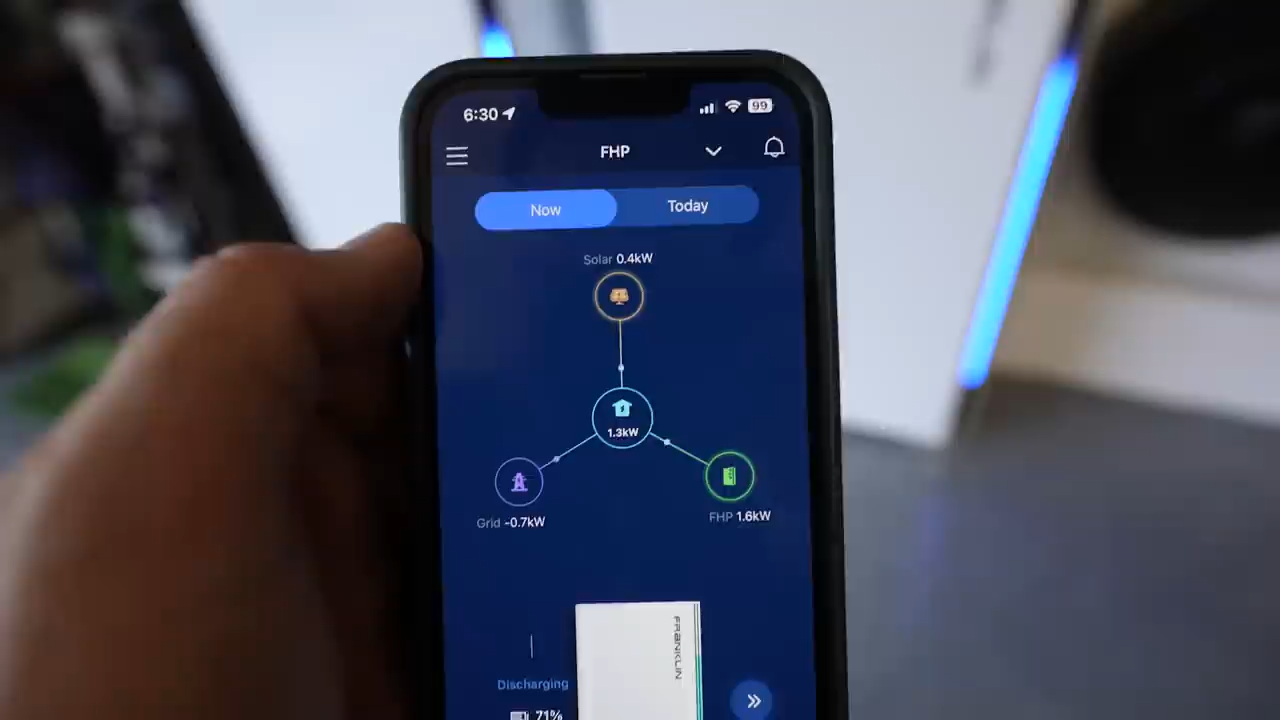 6:30
99
FHP
Now
Today
Solar 0.4kW
1.3kW
Grid -0.7kW
FHP 1.6kW
FRANKLIN
Discharging
71%